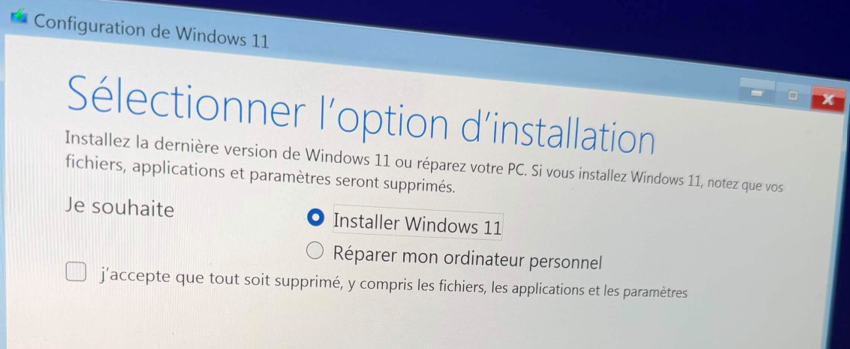 Configuration de Windows 11
Sélectionner l'option d'installation
Installez la dernière version de Windows 11 ou réparez votre PC. Si vous installez Windows 11, notez que vos
fichiers, applications et paramètres seront supprimés.
Je souhaite
Installer Windows 11
Réparer mon ordinateur personnel
j'accepte que tout soit supprimé, y compris les fichiers, les applications et les paramètres